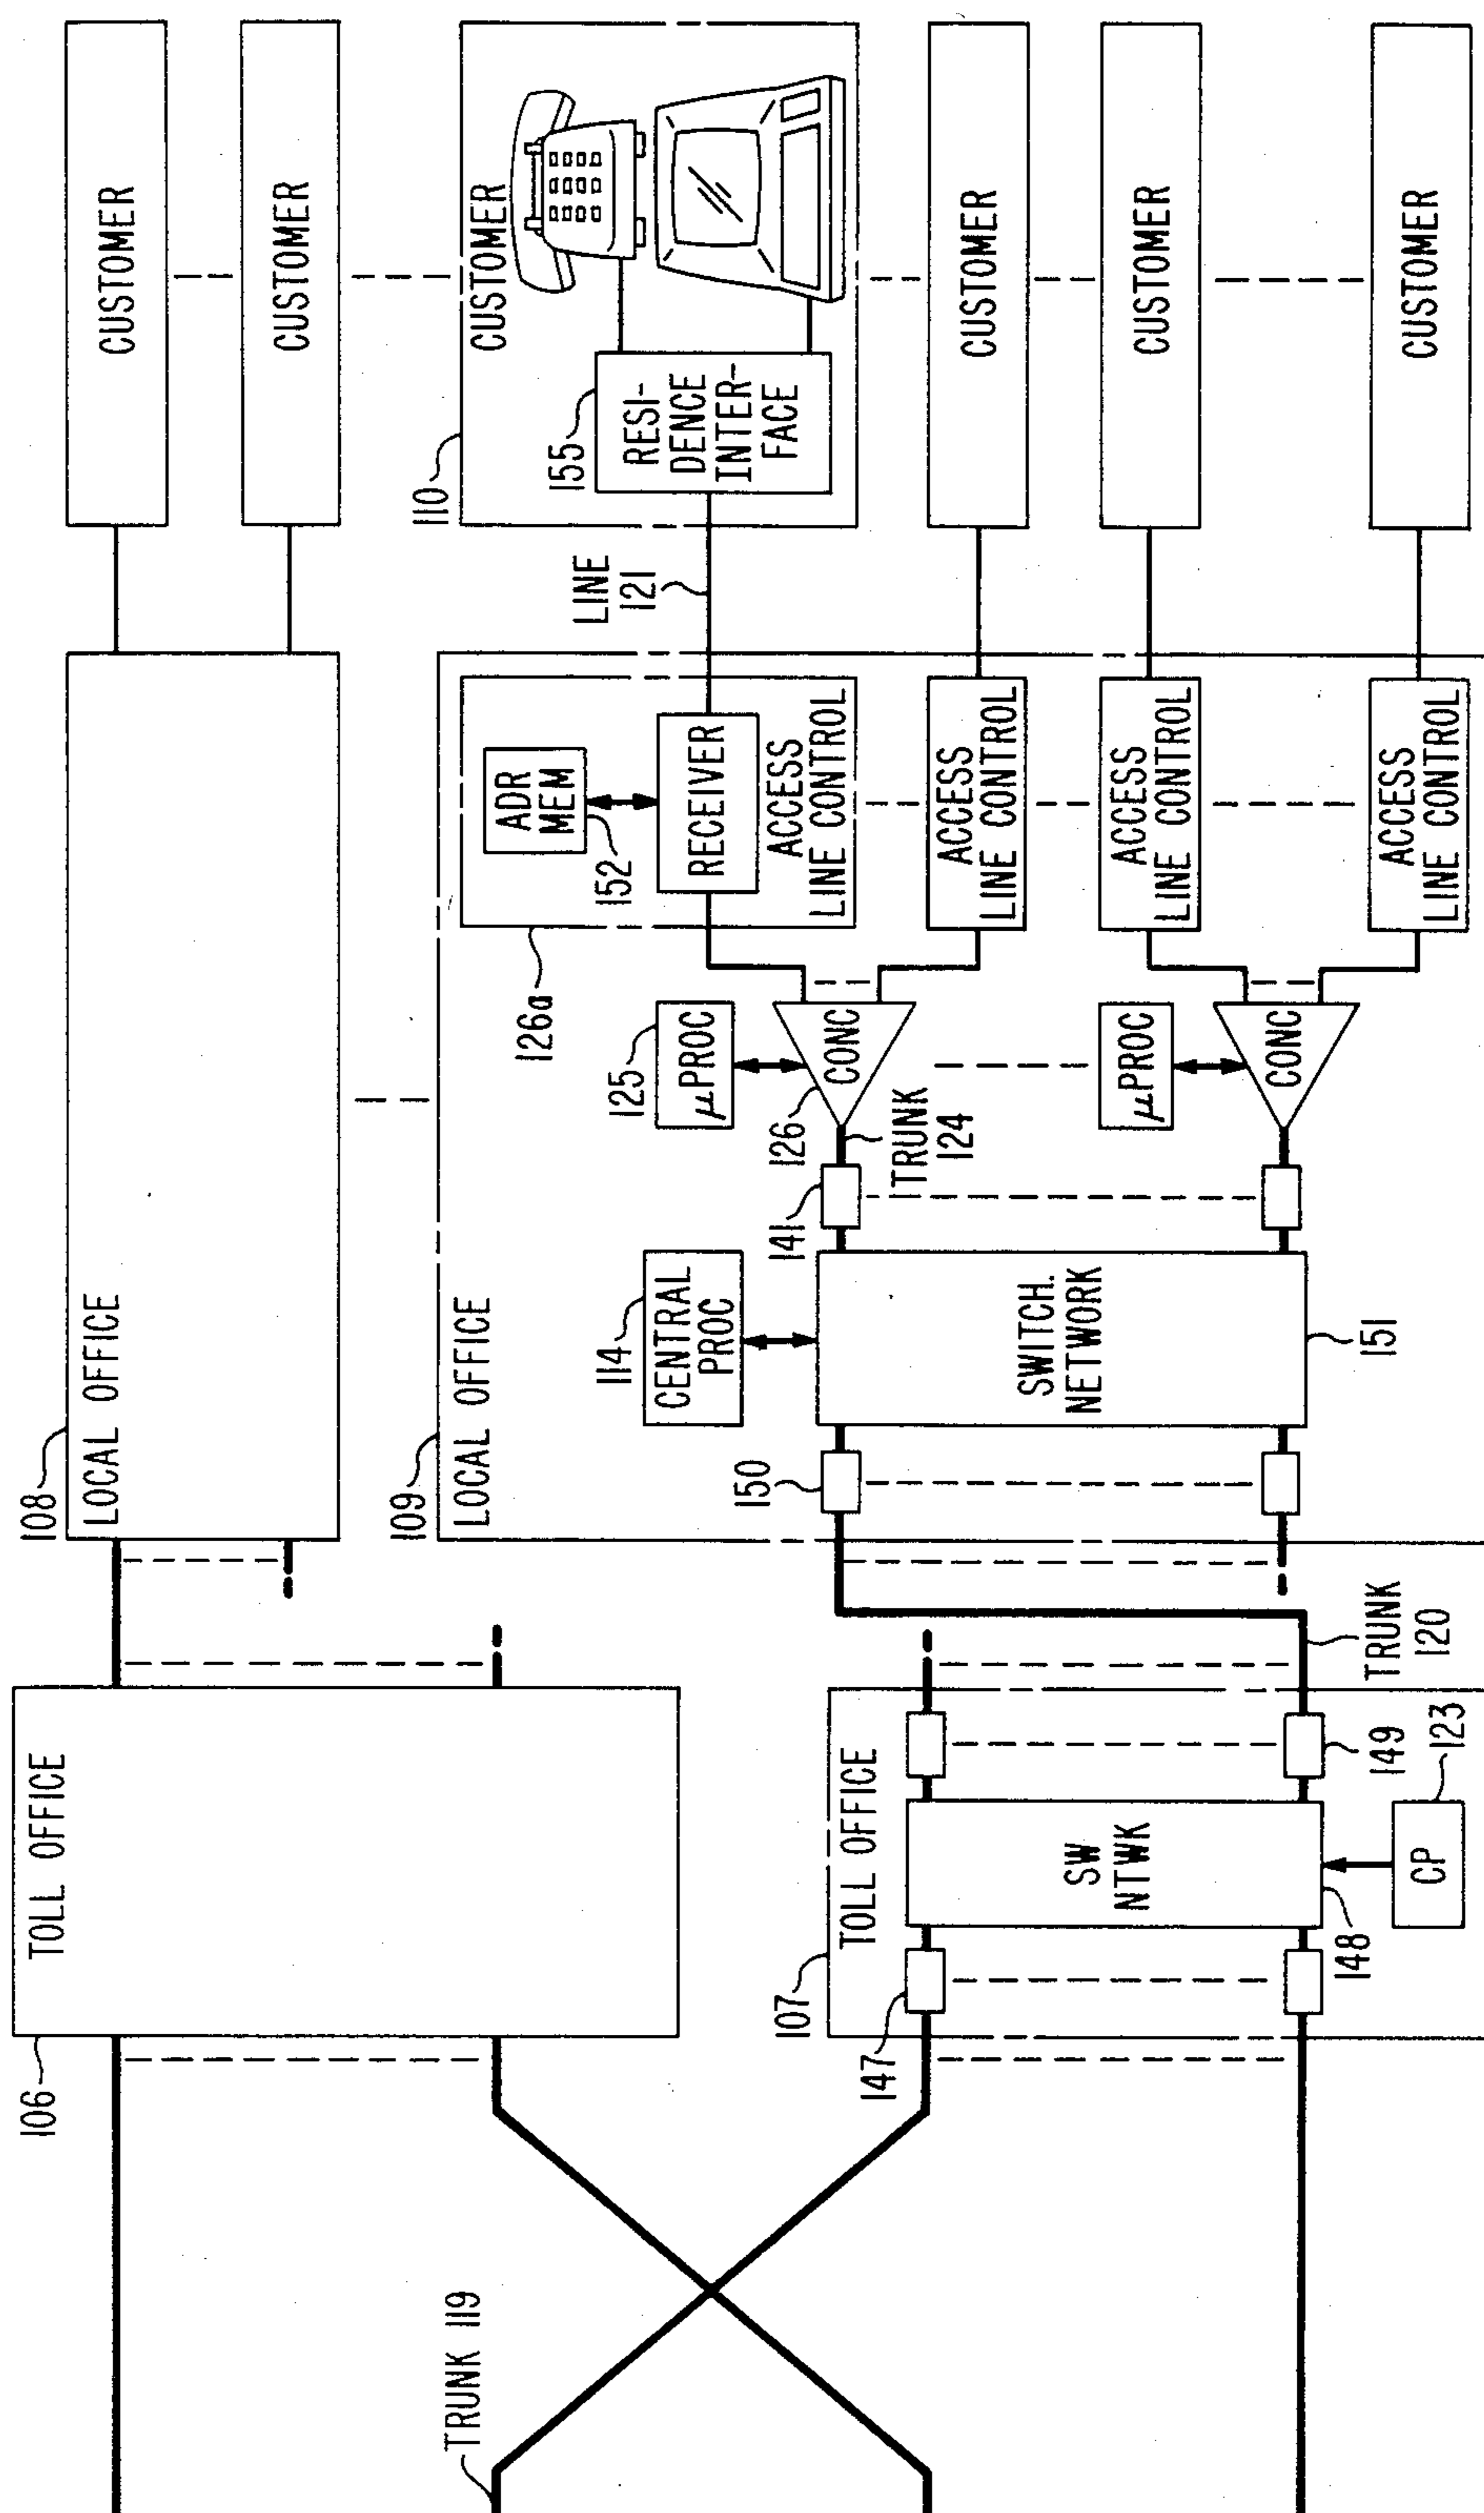 106
TOLL OFFICE
TRUNK 119
107
TOLL OFFICE
147
SW
NTWK
148
CP
123
149
TRUNK
120
108
LOCAL OFFICE
109
LOCAL OFFICE
150
114
CENTRAL
PROC
SWITCH.
NETWORK
151
141
TRUNK
124
125
μPROC
126
CONC
μPROC
CONC
126a
ADR
MEM
152
RECEIVER
ACCESS
LINE CONTROL
ACCESS
LINE CONTROL
ACCESS
LINE CONTROL
ACCESS
LINE CONTROL
LINE
121
110
CUSTOMER
155
RESI-
DENCE
INTER-
FACE
CUSTOMER
CUSTOMER
CUSTOMER
CUSTOMER
CUSTOMER